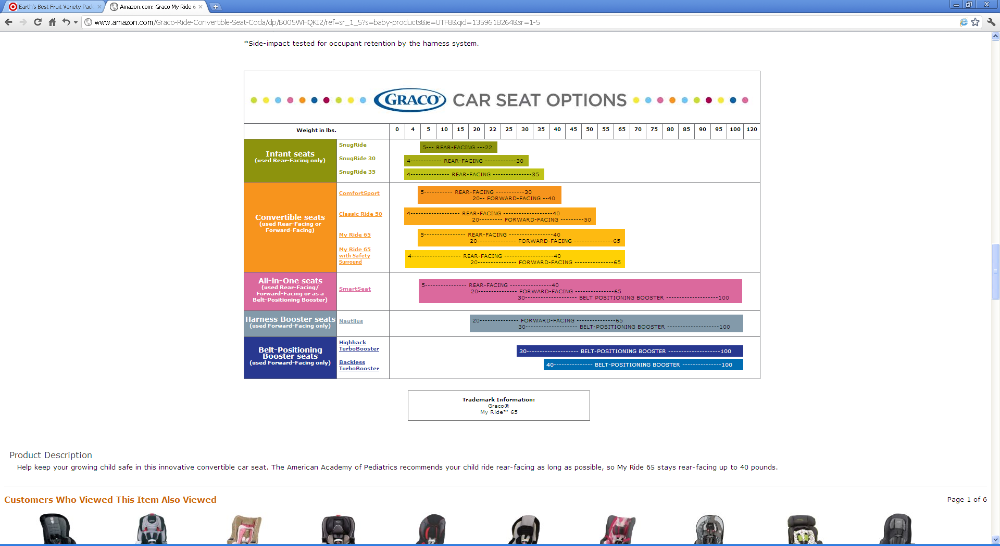 Earth's Best Fruit Variety Pack
Amazon.com: Graco My Ride 6
www.amazon.com/Graco-Ride-Convertible-Seat-Coda/dp/B005WHQKI2/ref=sr_1_5?s=baby-products&ie=UTF8&qid=1359618264&sr=1-5
*Side-impact tested for occupant retention by the harness system.
GRACO® CAR SEAT OPTIONS
Weight in lbs. 0 4 5 10 15 20 22 25 30 35 40 45 50 55 65 70 75 80 85 90 95 100 120
Infant seats
(used Rear-Facing only)
SnugRide
5--- REAR-FACING ---22
SnugRide 30
4------------ REAR-FACING ------------30
SnugRide 35
4--------------- REAR-FACING ---------------35
Convertible seats
(used Rear-Facing or
Forward-Facing)
ComfortSport
5----------- REAR-FACING -----------30
20-- FORWARD-FACING --40
Classic Ride 50
4------------------- REAR-FACING -------------------40
20--------- FORWARD-FACING ---------50
My Ride 65
5---------------- REAR-FACING -----------------40
20--------------- FORWARD-FACING ---------------65
My Ride 65
with Safety
Surround
4------------------- REAR-FACING -------------------40
20--------------- FORWARD-FACING ---------------65
All-in-One seats
(used Rear-Facing/
Forward-Facing or as a
Belt-Positioning Booster)
SmartSeat
5---------------- REAR-FACING ----------------40
20--------------- FORWARD-FACING ---------------65
30-------------------- BELT POSITIONING BOOSTER --------------------100
Harness Booster seats
(used Forward-Facing only)
Nautilus
20--------------- FORWARD-FACING ---------------65
30-------------------- BELT-POSITIONING BOOSTER --------------------100
Belt-Positioning
Booster seats
(used Forward-Facing only)
Highback
TurboBooster
30-------------------- BELT-POSITIONING BOOSTER --------------------100
Backless
TurboBooster
40--------------- BELT-POSITIONING BOOSTER ---------------100
Trademark Information:
Graco®
My Ride™ 65
Product Description
Help keep your growing child safe in this innovative convertible car seat. The American Academy of Pediatrics recommends your child ride rear-facing as long as possible, so My Ride 65 stays rear-facing up to 40 pounds.
Customers Who Viewed This Item Also Viewed
Page 1 of 6